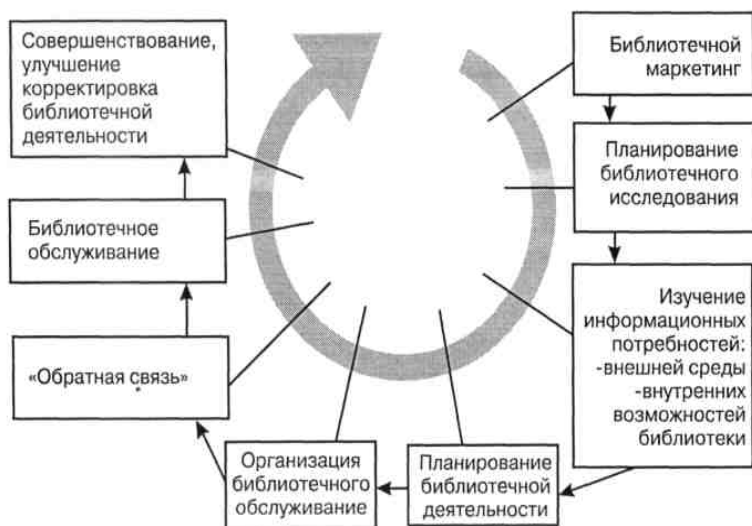 Совершенствование,
улучшение
корректировка
библиотечной
деятельности
Библиотечной
маркетинг
Планирование
библиотечного
исследования
Библиотечное
обслуживание
Изучение
информационных
потребностей:
-внешней среды
-внутренних
возможностей
библиотеки
«Обратная связь»
Организация
библиотечного
обслуживание
Планирование
библиотечной
деятельности